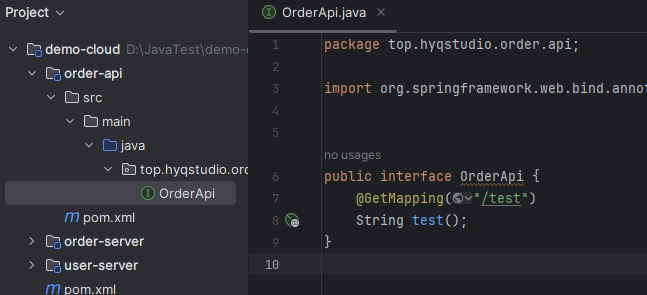 Project
demo-cloud D:\JavaTest\demo-c
order-api
src
main
java
top.hyqstudio.ord
OrderApi
pom.xml
order-server
user-server
pom.xml
OrderApi.java
1 package top.hyqstudio.order.api;
2
3 import org.springframework.web.bind.annot
4
5
no usages
6 public interface OrderApi {
7 @GetMapping("/test")
8 String test();
9 }
10